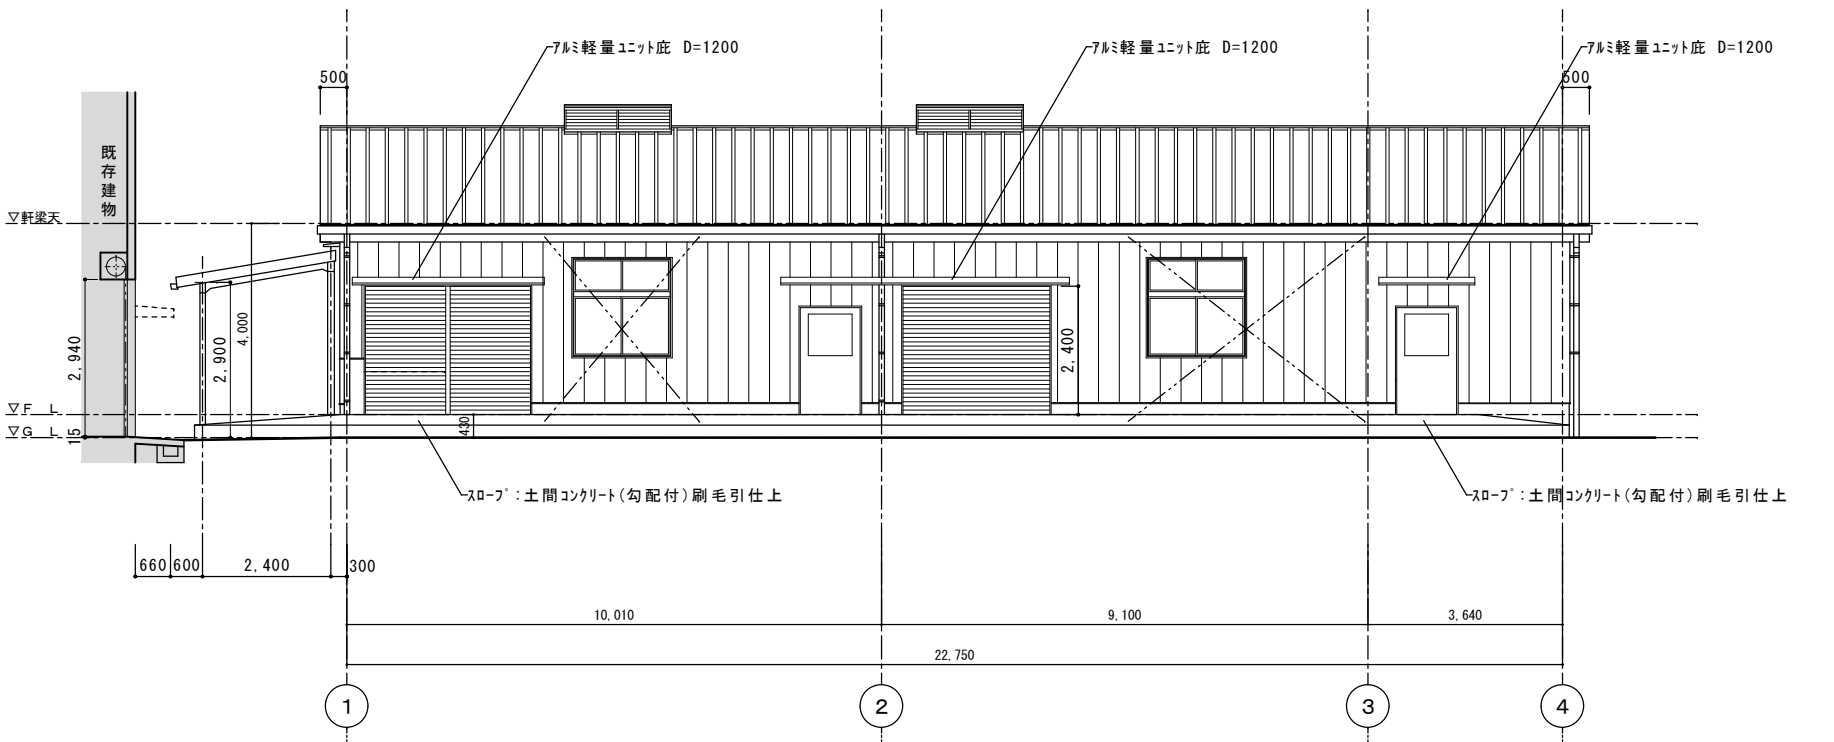 アルミ軽量ユニット庇 D=1200
アルミ軽量ユニット庇 D=1200
アルミ軽量ユニット庇 D=1200
500
500
既存建物
▽軒梁天
2,940
2,900
4,000
2,400
▽F L
▽G L
15
430
スロープ:土間コンクリート(勾配付)刷毛引仕上
スロープ:土間コンクリート(勾配付)刷毛引仕上
660
600
2,400
300
10,010
9,100
3,640
22,750
1
2
3
4